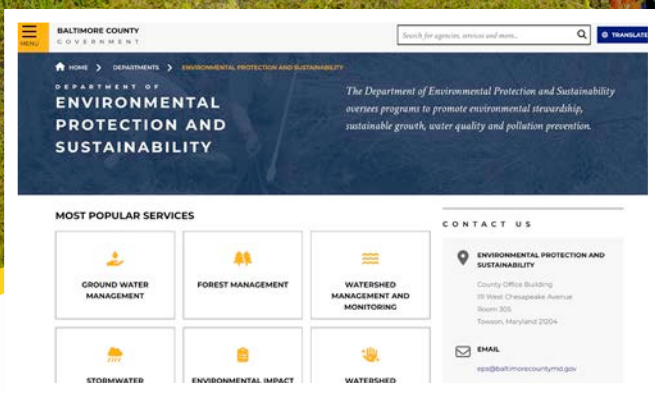 MENU
BALTIMORE COUNTY
GOVERNMENT
Search for agencies, services and more...
TRANSLATE
HOME > DEPARTMENTS > ENVIRONMENTAL PROTECTION AND SUSTAINABILITY
DEPARTMENT OF
ENVIRONMENTAL
PROTECTION AND
SUSTAINABILITY
The Department of Environmental Protection and Sustainability
oversees programs to promote environmental stewardship,
sustainable growth, water quality and pollution prevention.
MOST POPULAR SERVICES
GROUND WATER
MANAGEMENT
FOREST MANAGEMENT
WATERSHED
MANAGEMENT AND
MONITORING
STORMWATER
ENVIRONMENTAL IMPACT
WATERSHED
CONTACT US
ENVIRONMENTAL PROTECTION AND
SUSTAINABILITY
County Office Building
111 West Chesapeake Avenue
Room 305
Towson, Maryland 21204
EMAIL
eps@baltimorecountymd.gov